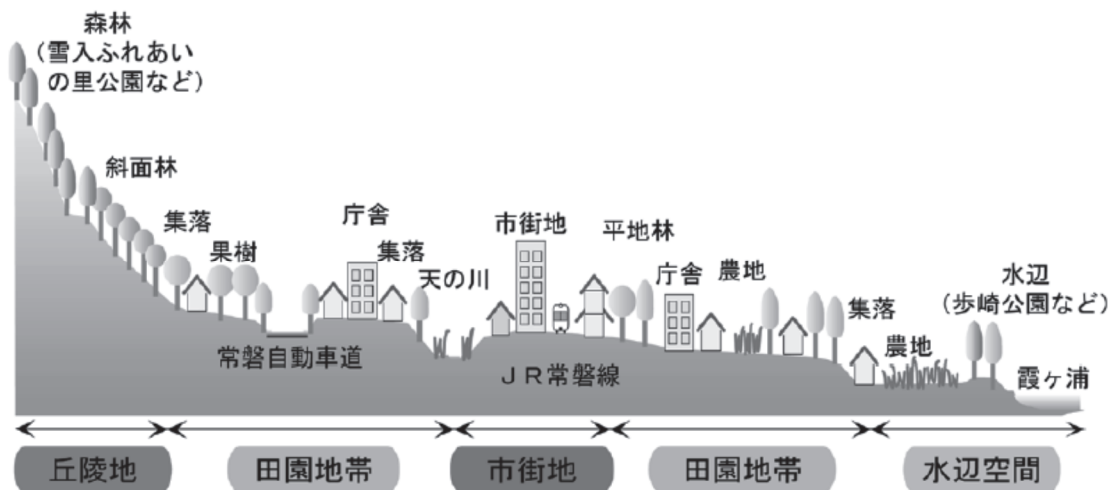 森林
（雪入ふれあい
の里公園など）
斜面林
集落
果樹
庁舎
集落
天の川
市街地
平地林
庁舎
農地
集落
農地
水辺
（歩崎公園など）
霞ヶ浦
常磐自動車道
ＪＲ常磐線
丘陵地
田園地帯
市街地
田園地帯
水辺空間